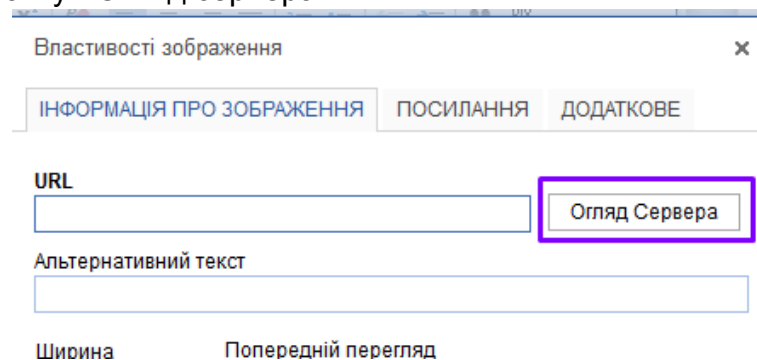 Властивості зображення ×
ІНФОРМАЦІЯ ПРО ЗОБРАЖЕННЯ ПОСИЛАННЯ ДОДАТКОВЕ
URL
Огляд Сервера
Альтернативний текст
Ширина Попередній перегляд